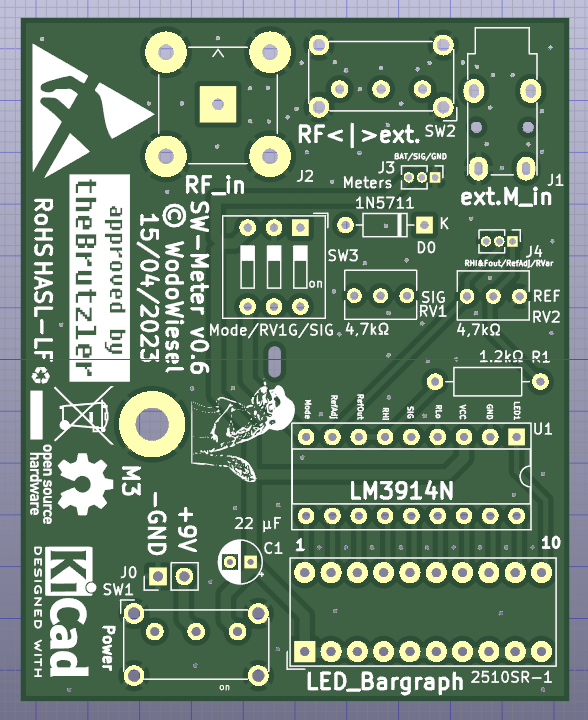 RF<|>ext.
SW2
BAT/SIG/GND
J3
Meters
J2
RF_in
J1
ext.M_in
1N5711
K
D0
J4
RHI&Fout/RefAdj/RVar
RoHS
HASL-LF
approved by
theBrutzler
SW-Meter v0.6
© WodoWiesel
15/04/2023
SW3
on
Mode/RV1G/SIG
SIG
RV1
4,7kΩ
REF
RV2
4,7kΩ
1.2kΩ R1
Mode
RefAdj
RefOut
RHI
SIG
RLo
VCC
GND
LED1
U1
LM3914N
open source
hardware
M3
-GND
+9V
22 µF
C1
+
1
10
J0
SW1
Power
on
DESIGNED WITH
KiCad
LED_Bargraph
2510SR-1